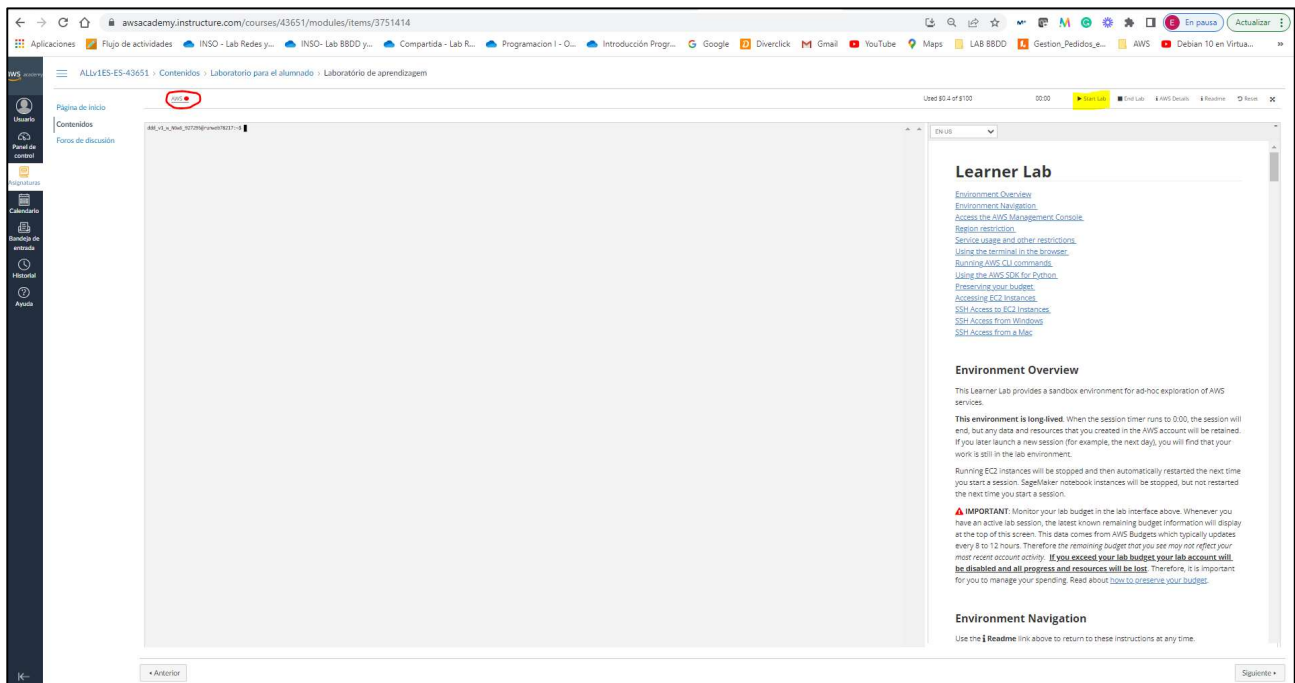 awsacademy.instructure.com/courses/43651/modules/items/3751414
E
En pausa
Actualizar
Aplicaciones
Flujo de actividades
INSO - Lab Redes y...
INSO- Lab BBDD y...
Compartida - Lab R...
Programacion I - O...
Introducción Progr...
Google
Diverclick
Gmail
YouTube
Maps
LAB BBDD
Gestion_Pedidos_e...
AWS
Debian 10 en Virtua...
»
ALLv1ES-ES-43651 > Contenidos > Laboratorio para el alumnado > Laboratório de aprendizagem
Usuario
Panel de
control
Asignaturas
Calendario
Bandeja de
entrada
Historial
Ayuda
Página de inicio
Contenidos
Foros de discusión
AWS
Used $0.4 of $100
00:00
Start Lab
End Lab
AWS Details
Readme
Reset
EN-US
Learner Lab
Environment Overview
Environment Navigation
Access the AWS Management Console
Region restriction
Service usage and other restrictions
Using the terminal in the browser
Running AWS CLI commands
Using the AWS SDK for Python
Preserving your budget
Accessing EC2 Instances
SSH Access to EC2 Instances
SSH Access from Windows
SSH Access from a Mac
Environment Overview
This Learner Lab provides a sandbox environment for ad-hoc exploration of AWS
services.
This environment is long-lived. When the session timer runs to 0:00, the session will
end, but any data and resources that you created in the AWS account will be retained.
If you later launch a new session (for example, the next day), you will find that your
work is still in the lab environment.
Running EC2 instances will be stopped and then automatically restarted the next time
you start a session. SageMaker notebook instances will be stopped, but not restarted
the next time you start a session.
IMPORTANT: Monitor your lab budget in the lab interface above. Whenever you
have an active lab session, the latest known remaining budget information will display
at the top of this screen. This data comes from AWS Budgets which typically updates
every 8 to 12 hours. Therefore the remaining budget that you see may not reflect your
most recent account activity. If you exceed your lab budget your lab account will
be disabled and all progress and resources will be lost. Therefore, it is important
for you to manage your spending. Read about how to preserve your budget.
Environment Navigation
Use the i Readme link above to return to these instructions at any time.
Anterior
Siguiente